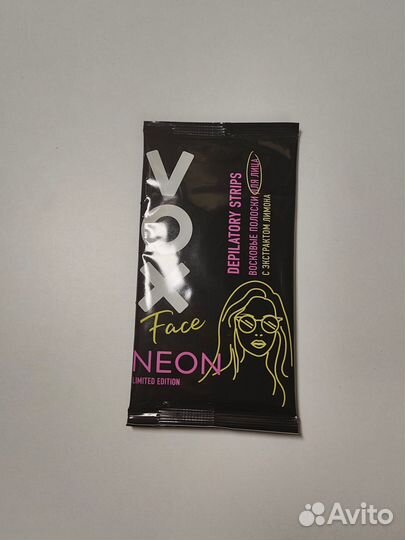 VOX
Face
NEON
LIMITED EDITION
DEPILATORY STRIPS
ВОСКОВЫЕ ПОЛОСКИ ДЛЯ ЛИЦА
С ЭКСТРАКТОМ ЛИМОНА
Avito